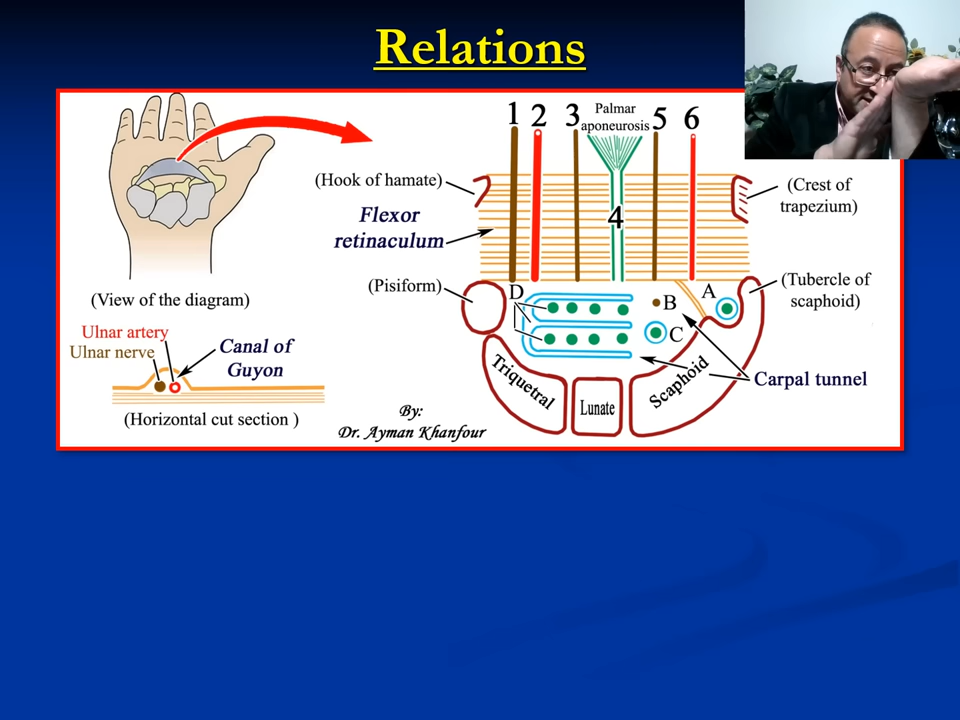 Relations
1 2 3 Palmar aponeurosis 5 6
(Hook of hamate)
(Crest of
trapezium)
Flexor
retinaculum
4
(Pisiform)
(Tubercle of
scaphoid)
(View of the diagram)
D
A
B
C
Ulnar artery
Ulnar nerve
Canal of
Guyon
Triquetral
Lunate
Scaphoid
Carpal tunnel
(Horizontal cut section )
By:
Dr. Ayman Khanfour